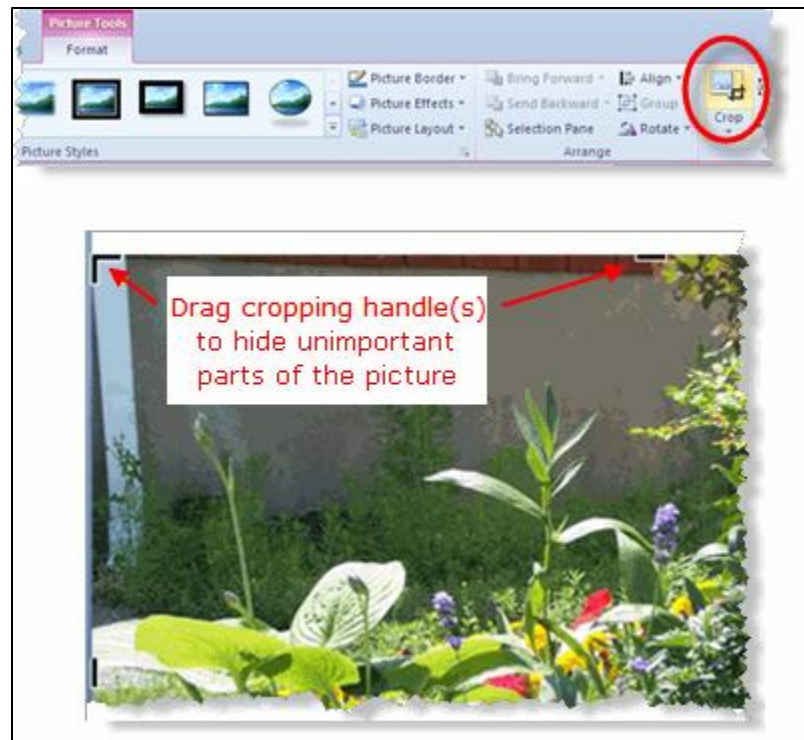 Picture Tools
Format
Picture Border
Bring Forward
Align
Picture Effects
Send Backward
Group
Crop
Picture Layout
Selection Pane
Rotate
Picture Styles
Arrange
Drag cropping handle(s)
to hide unimportant
parts of the picture